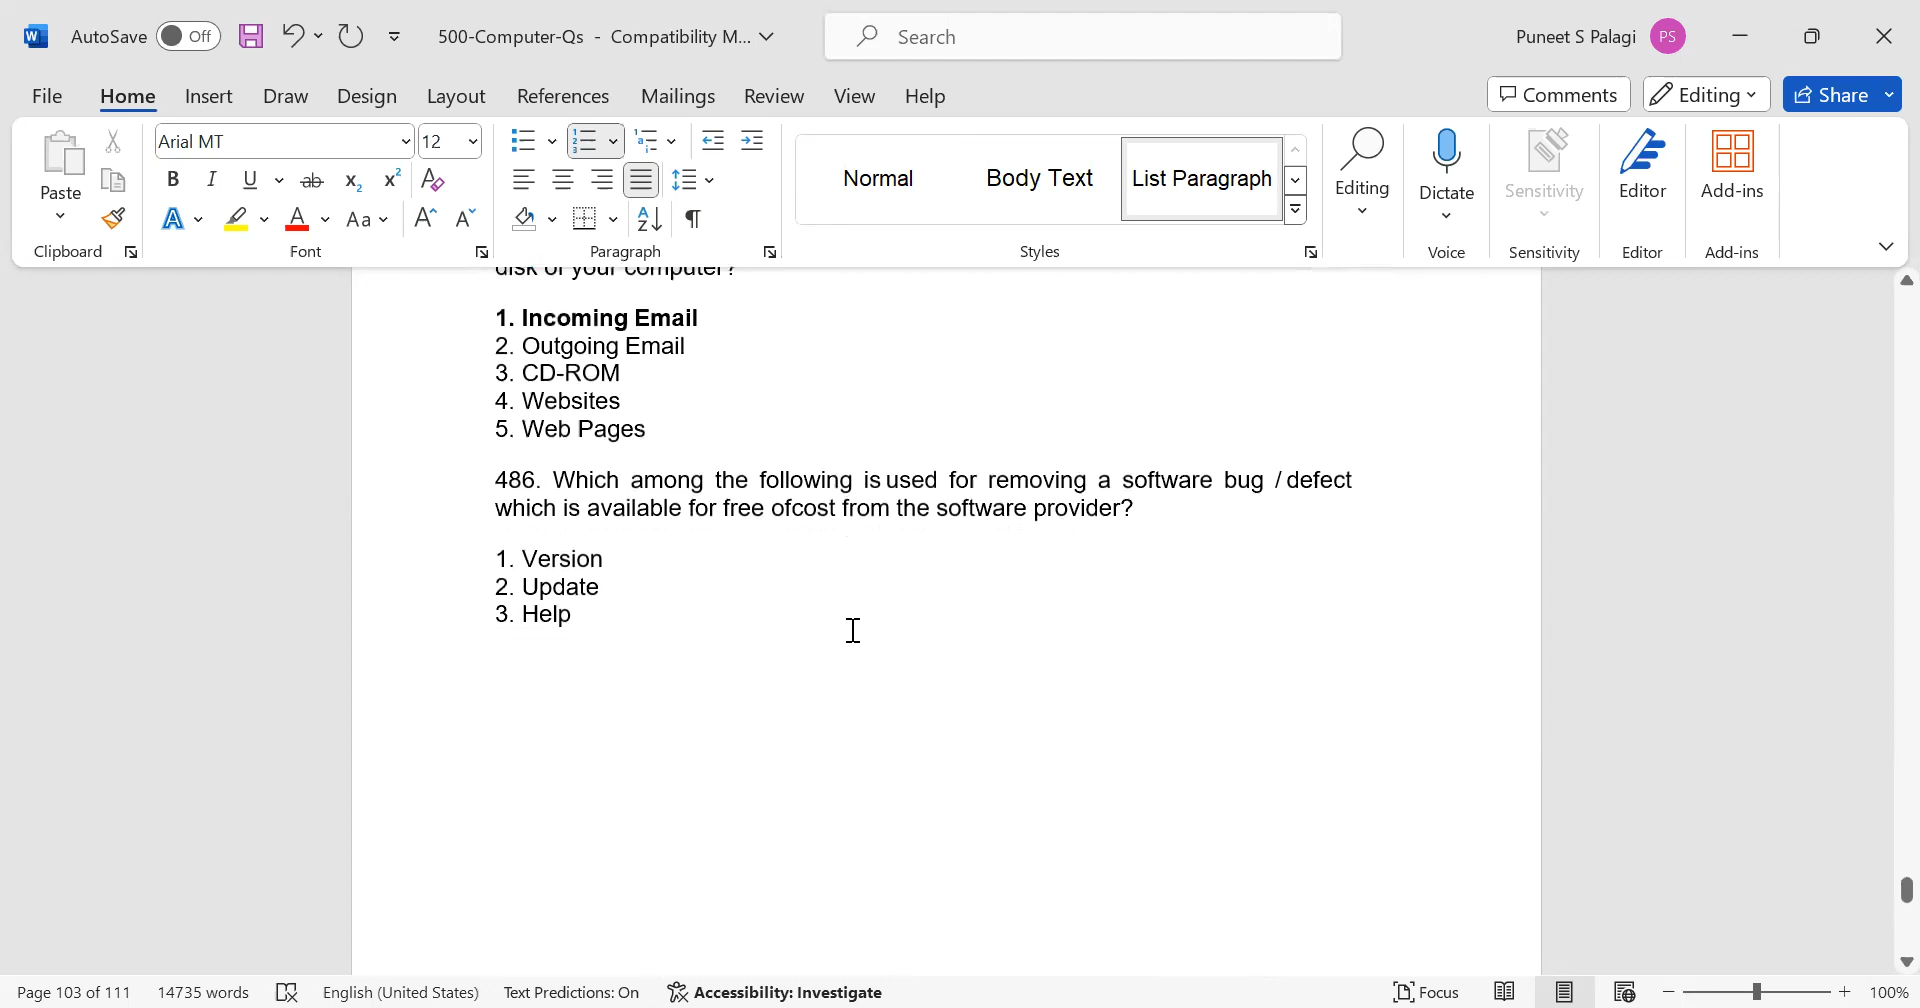 AutoSave Off 500-Computer-Qs - Compatibility M... Search Puneet S Palagi PS
File Home Insert Draw Design Layout References Mailings Review View Help Comments Editing Share
Arial MT 12
Paste
Normal Body Text List Paragraph
Editing Dictate Sensitivity Editor Add-ins
Clipboard Font Paragraph Styles Voice Sensitivity Editor Add-ins
disk of your computer?
1. Incoming Email
2. Outgoing Email
3. CD-ROM
4. Websites
5. Web Pages
486. Which among the following is used for removing a software bug / defect
which is available for free ofcost from the software provider?
1. Version
2. Update
3. Help
Page 103 of 111 14735 words English (United States) Text Predictions: On Accessibility: Investigate Focus 100%